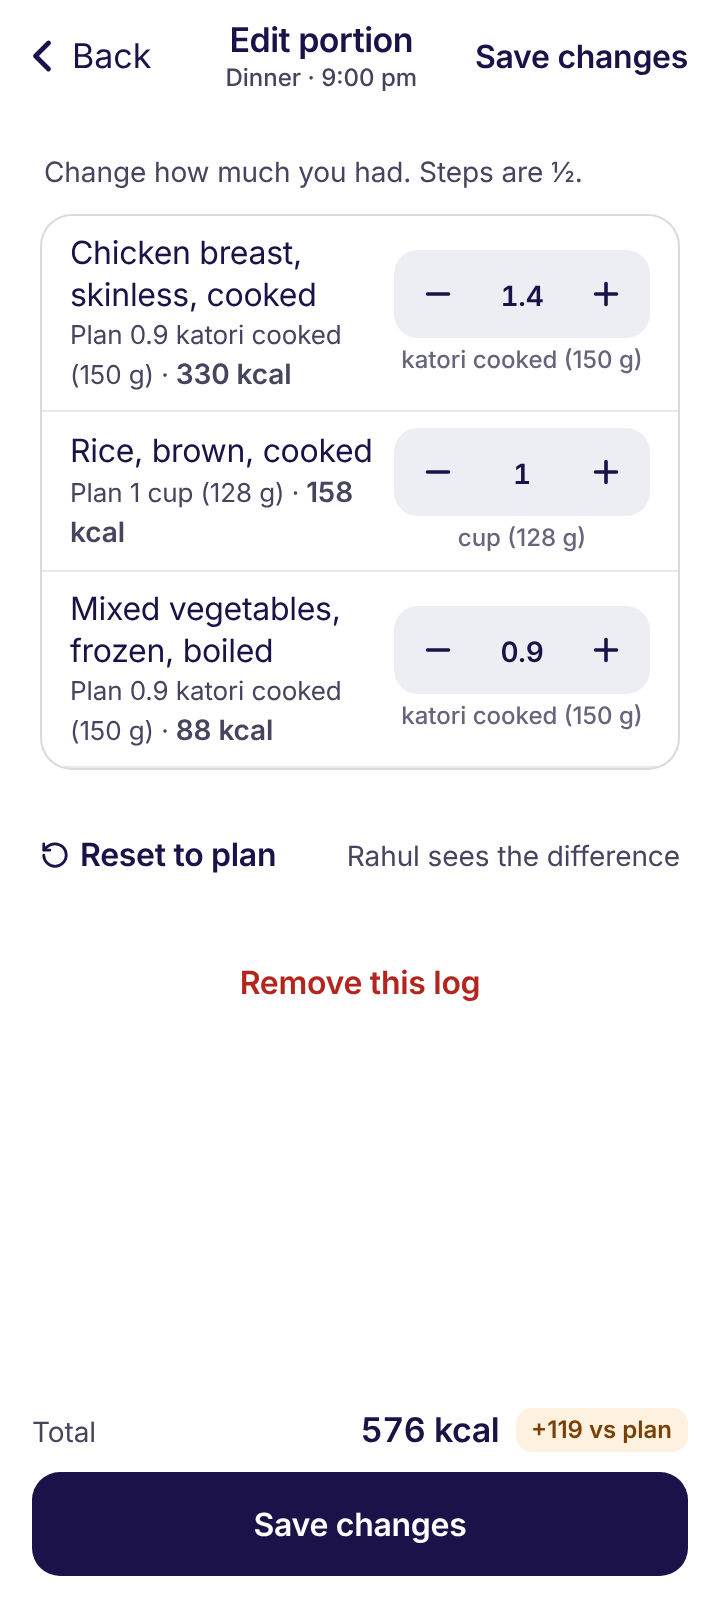 Back
Edit portion
Dinner · 9:00 pm
Save changes
Change how much you had. Steps are ½.
Chicken breast,
skinless, cooked
Plan 0.9 katori cooked
(150 g) · 330 kcal
− 1.4 +
katori cooked (150 g)
Rice, brown, cooked
Plan 1 cup (128 g) · 158
kcal
− 1 +
cup (128 g)
Mixed vegetables,
frozen, boiled
Plan 0.9 katori cooked
(150 g) · 88 kcal
− 0.9 +
katori cooked (150 g)
Reset to plan
Rahul sees the difference
Remove this log
Total
576 kcal
+119 vs plan
Save changes